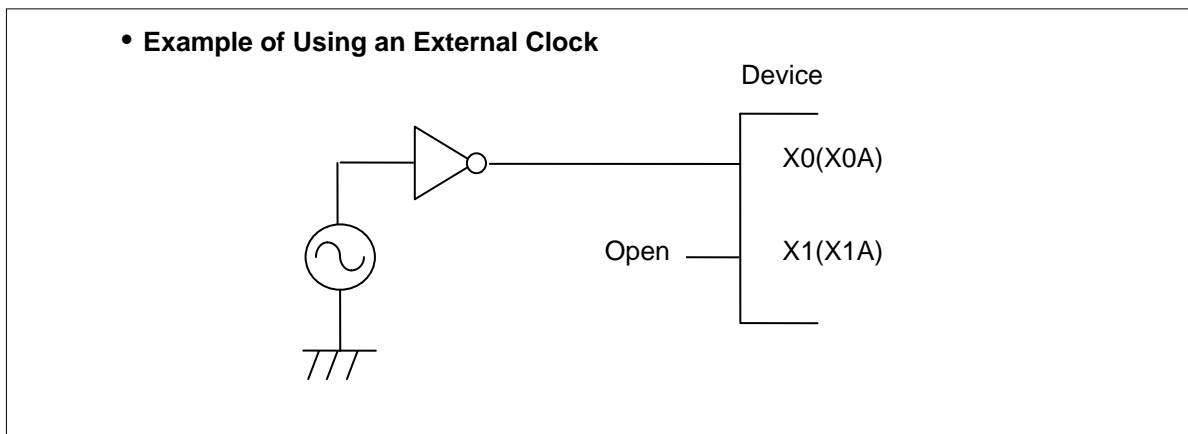 • Example of Using an External Clock
Device
X0(X0A)
Open X1(X1A)